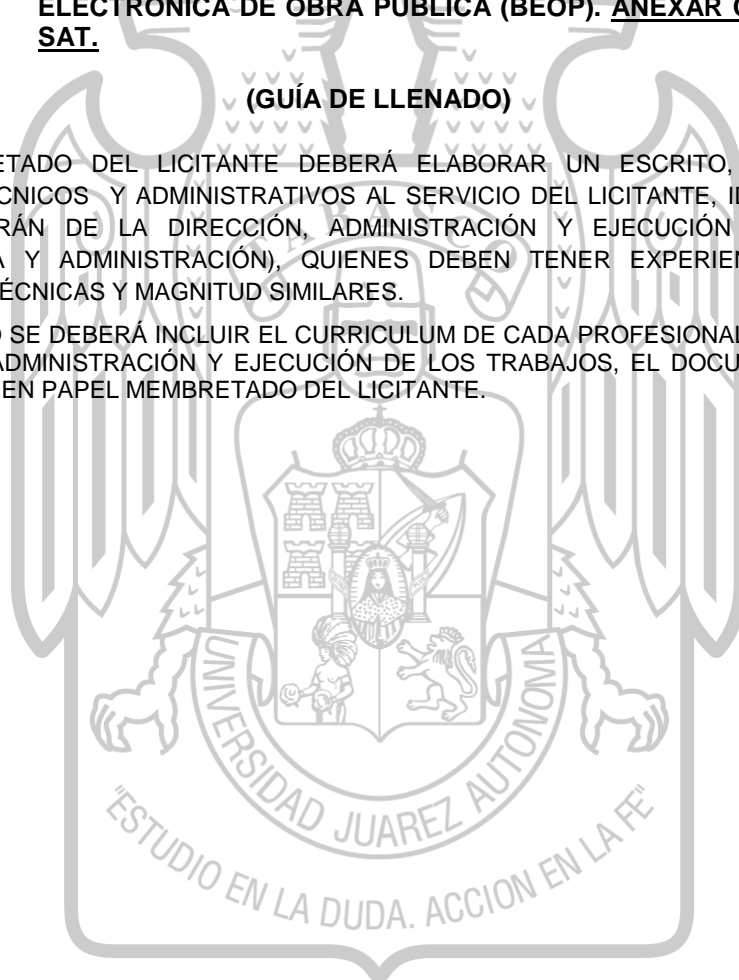 ELECTRÓNICA DE OBRA PÚBLICA (BEOP). ANEXAR
SAT.
(GUÍA DE LLENADO)
ETADO DEL LICITANTE DEBERÁ ELABORAR UN ESCRITO,
CNICOS Y ADMINISTRATIVOS AL SERVICIO DEL LICITANTE,
RÁN DE LA DIRECCIÓN, ADMINISTRACIÓN Y EJECUCIÓN
A Y ADMINISTRACIÓN), QUIENES DEBEN TENER EXPERIEN
ÉCNICAS Y MAGNITUD SIMILARES.
O SE DEBERÁ INCLUIR EL CURRICULUM DE CADA PROFESIONAL
ADMINISTRACIÓN Y EJECUCIÓN DE LOS TRABAJOS, EL DOCU
EN PAPEL MEMBRETADO DEL LICITANTE.
TABASCO
UNIVERSIDAD JUAREZ AUTONOMA
"ESTUDIO EN LA DUDA. ACCION EN LA FE"